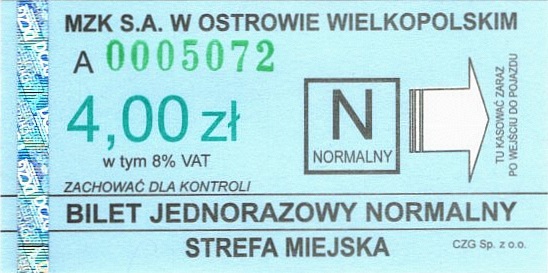 MZK S.A. W OSTROWIE WIELKOPOLSKIM
A 0005072
4,00 zł
w tym 8% VAT
ZACHOWAĆ DLA KONTROLI
N
NORMALNY
TU KASOWAĆ ZARAZ
PO WEJŚCIU DO POJAZDU
BILET JEDNORAZOWY NORMALNY
STREFA MIEJSKA
CZG Sp. z o.o.